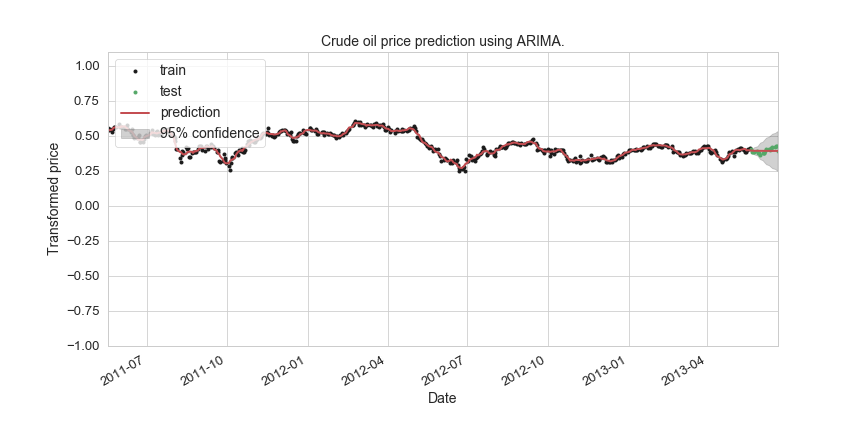 Crude oil price prediction using ARIMA.
1.00
0.75
0.50
0.25
0.00
−0.25
−0.50
−0.75
−1.00
Transformed price
train
test
prediction
95% confidence
2011-07
2011-10
2012-01
2012-04
2012-07
2012-10
2013-01
2013-04
Date